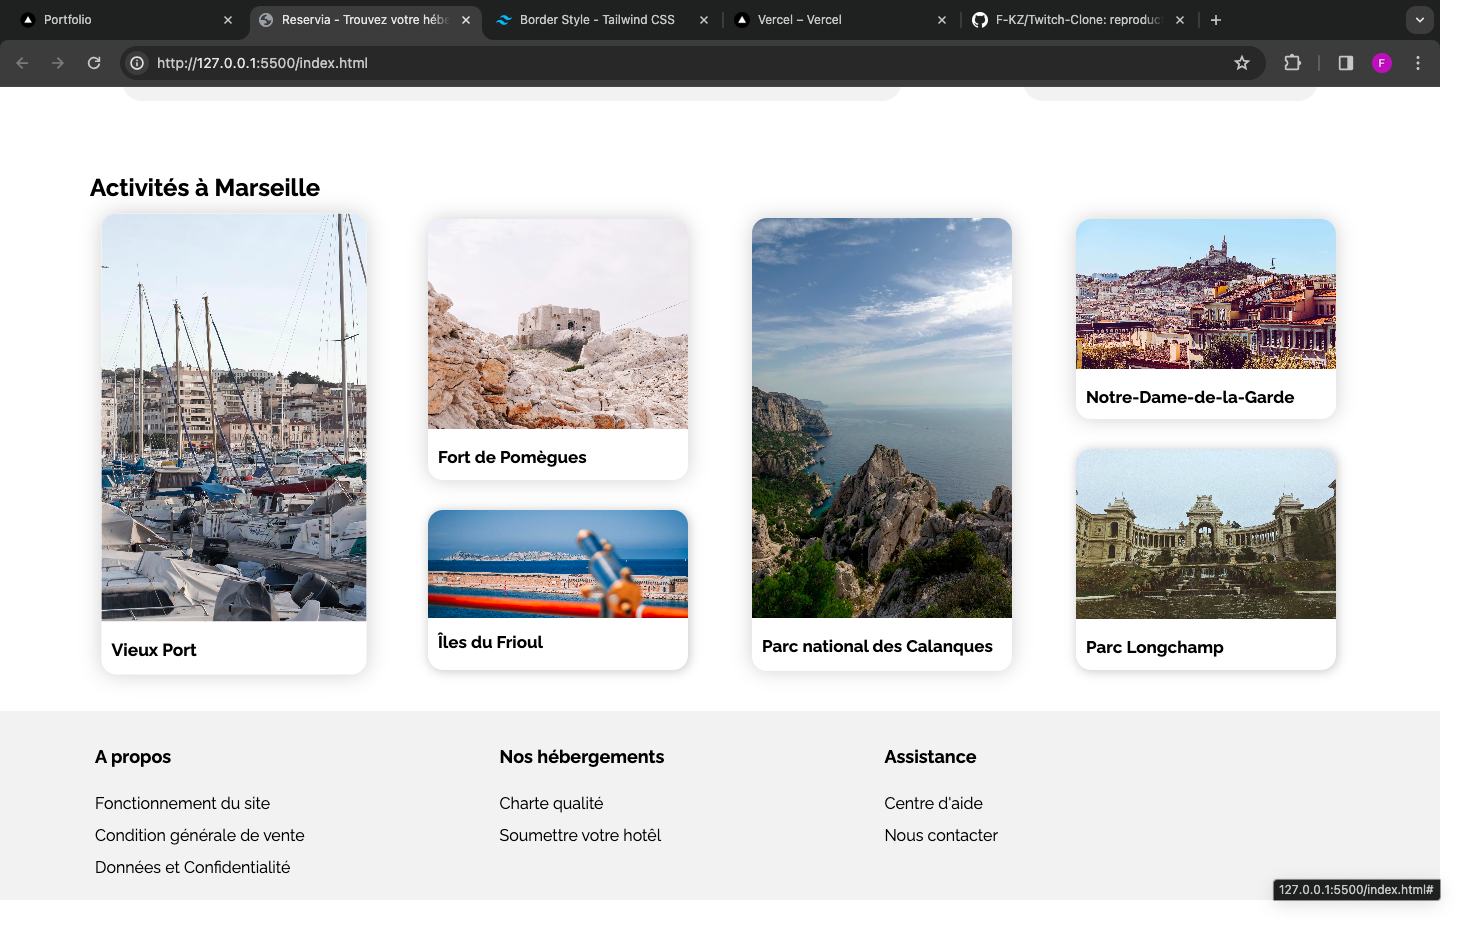 Portfolio
Reservia - Trouvez votre hébe
Border Style - Tailwind CSS
Vercel – Vercel
F-KZ/Twitch-Clone: reproduc
http://127.0.0.1:5500/index.html
F
Activités à Marseille
Vieux Port
Fort de Pomègues
Îles du Frioul
Parc national des Calanques
Notre-Dame-de-la-Garde
Parc Longchamp
A propos
Fonctionnement du site
Condition générale de vente
Données et Confidentialité
Nos hébergements
Charte qualité
Soumettre votre hotêl
Assistance
Centre d'aide
Nous contacter
127.0.0.1:5500/index.html#